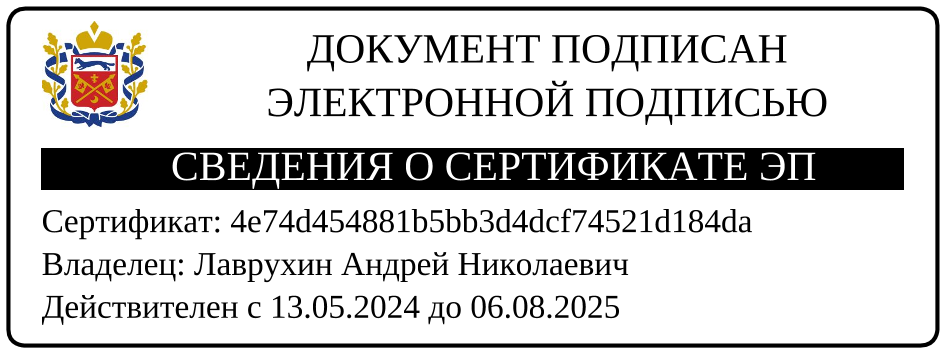 ДОКУМЕНТ ПОДПИСАН
ЭЛЕКТРОННОЙ ПОДПИСЬЮ
СВЕДЕНИЯ О СЕРТИФИКАТЕ ЭП
Сертификат: 4e74d454881b5bb3d4dcf74521d184da
Владелец: Лаврухин Андрей Николаевич
Действителен с 13.05.2024 до 06.08.2025